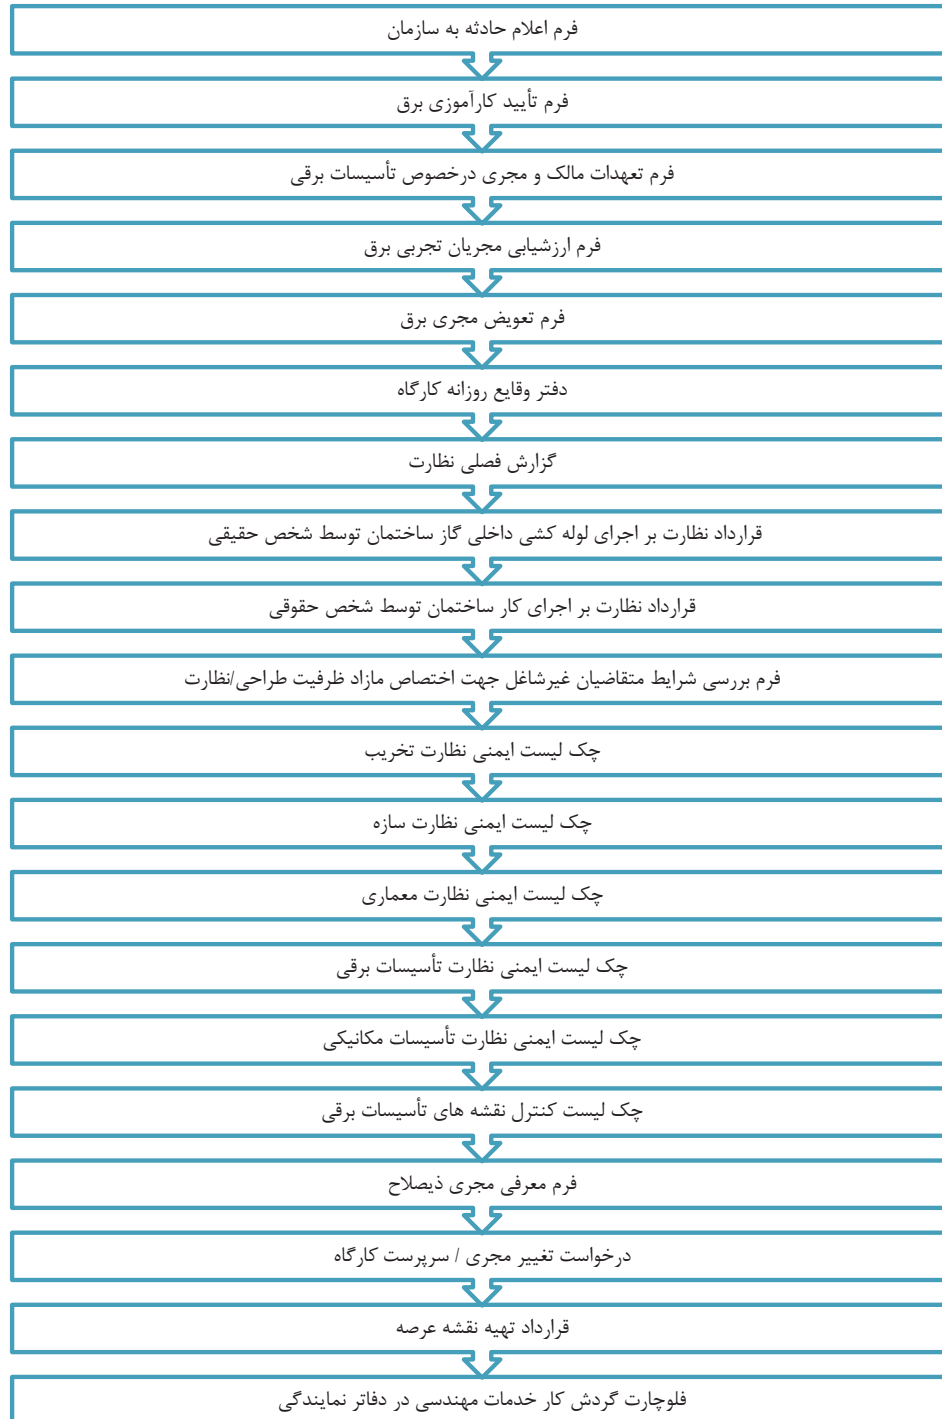 فرم اعلام حادثه به سازمان
فرم تأیید کارآموزی برق
فرم تعهدات مالک و مجری درخصوص تأسیسات برقی
فرم ارزشیابی مجریان تجربی برق
فرم تعویض مجری برق
دفتر وقایع روزانه کارگاه
گزارش فصلی نظارت
قرارداد نظارت بر اجرای لوله کشی داخلی گاز ساختمان توسط شخص حقیقی
قرارداد نظارت بر اجرای کار ساختمان توسط شخص حقوقی
فرم بررسی شرایط متقاضیان غیرشاغل جهت اختصاص مازاد ظرفیت طراحی/نظارت
چک لیست ایمنی نظارت تخریب
چک لیست ایمنی نظارت سازه
چک لیست ایمنی نظارت معماری
چک لیست ایمنی نظارت تأسیسات برقی
چک لیست ایمنی نظارت تأسیسات مکانیکی
چک لیست کنترل نقشه های تأسیسات برقی
فرم معرفی مجری ذیصلاح
درخواست تغییر مجری / سرپرست کارگاه
قرارداد تهیه نقشه عرصه
فلوچارت گردش کار خدمات مهندسی در دفاتر نمایندگی